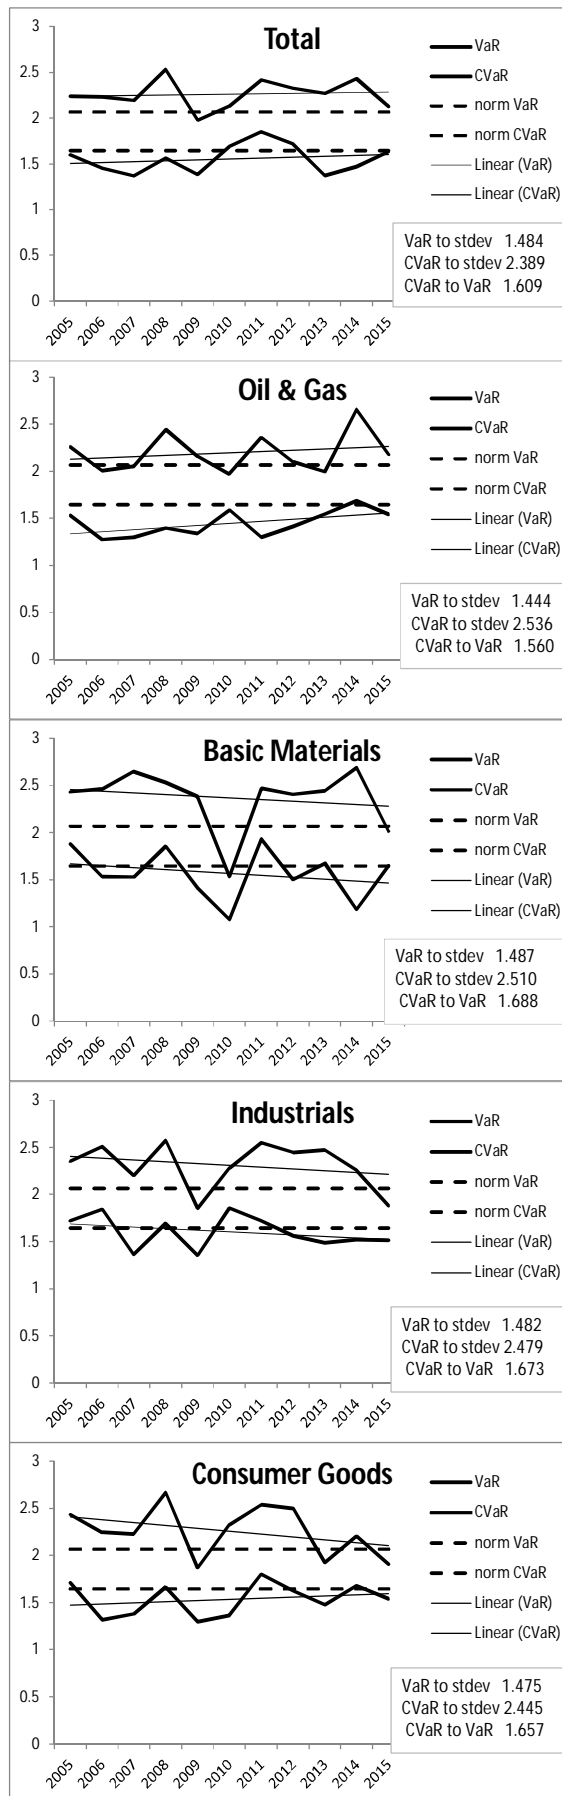 Total
3
2.5
2
1.5
1
0.5
0
2005 2006 2007 2008 2009 2010 2011 2012 2013 2014 2015
VaR
CVaR
norm VaR
norm CVaR
Linear (VaR)
Linear (CVaR)
VaR to stdev 1.484
CVaR to stdev 2.389
CVaR to VaR 1.609
Oil & Gas
3
2.5
2
1.5
1
0.5
0
2005 2006 2007 2008 2009 2010 2011 2012 2013 2014 2015
VaR
CVaR
norm VaR
norm CVaR
Linear (VaR)
Linear (CVaR)
VaR to stdev 1.444
CVaR to stdev 2.536
CVaR to VaR 1.560
Basic Materials
3
2.5
2
1.5
1
0.5
0
2005 2006 2007 2008 2009 2010 2011 2012 2013 2014 2015
VaR
CVaR
norm VaR
norm CVaR
Linear (VaR)
Linear (CVaR)
VaR to stdev 1.487
CVaR to stdev 2.510
CVaR to VaR 1.688
Industrials
3
2.5
2
1.5
1
0.5
0
2005 2006 2007 2008 2009 2010 2011 2012 2013 2014 2015
VaR
CVaR
norm VaR
norm CVaR
Linear (VaR)
Linear (CVaR)
VaR to stdev 1.482
CVaR to stdev 2.479
CVaR to VaR 1.673
Consumer Goods
3
2.5
2
1.5
1
0.5
0
2005 2006 2007 2008 2009 2010 2011 2012 2013 2014 2015
VaR
CVaR
norm VaR
norm CVaR
Linear (VaR)
Linear (CVaR)
VaR to stdev 1.475
CVaR to stdev 2.445
CVaR to VaR 1.657